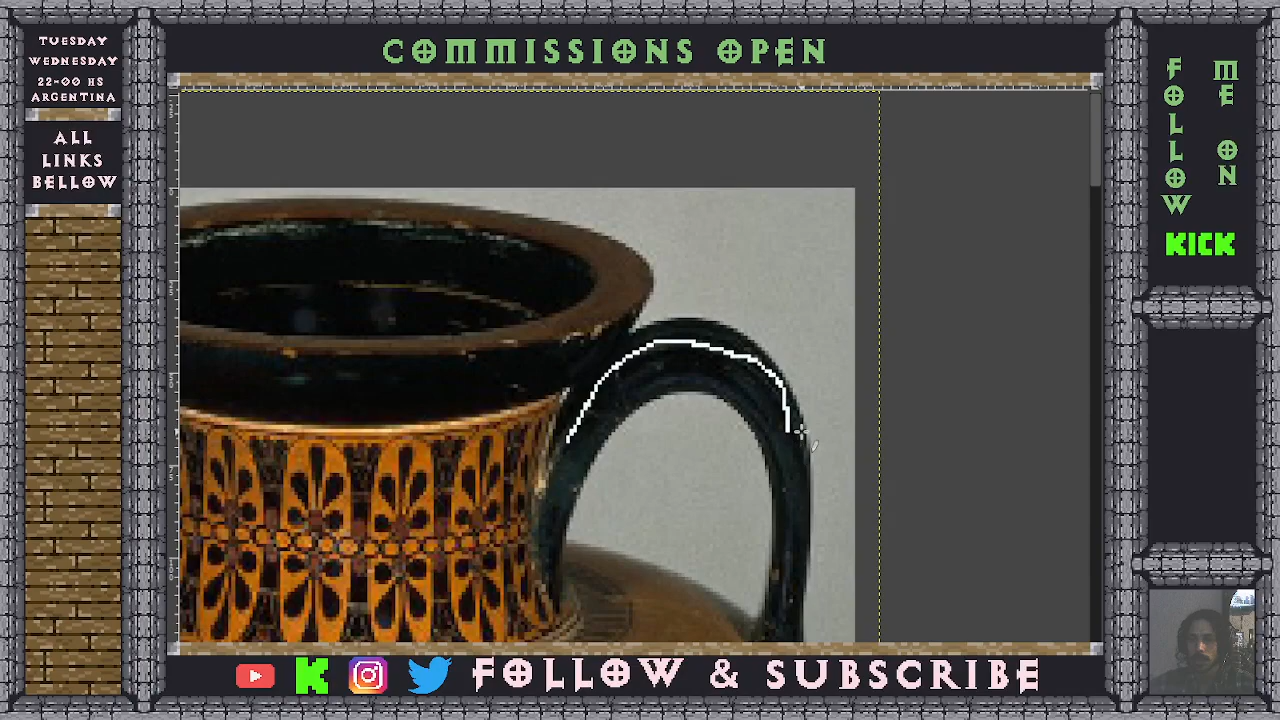 TUESDAY
WEDNESDAY
22-00 HS
ARGENTINA
ALL
LINKS
BELLOW
COMMISSIONS OPEN
FOLLOW
ME ON
KICK
FOLLOW & SUBSCRIBE